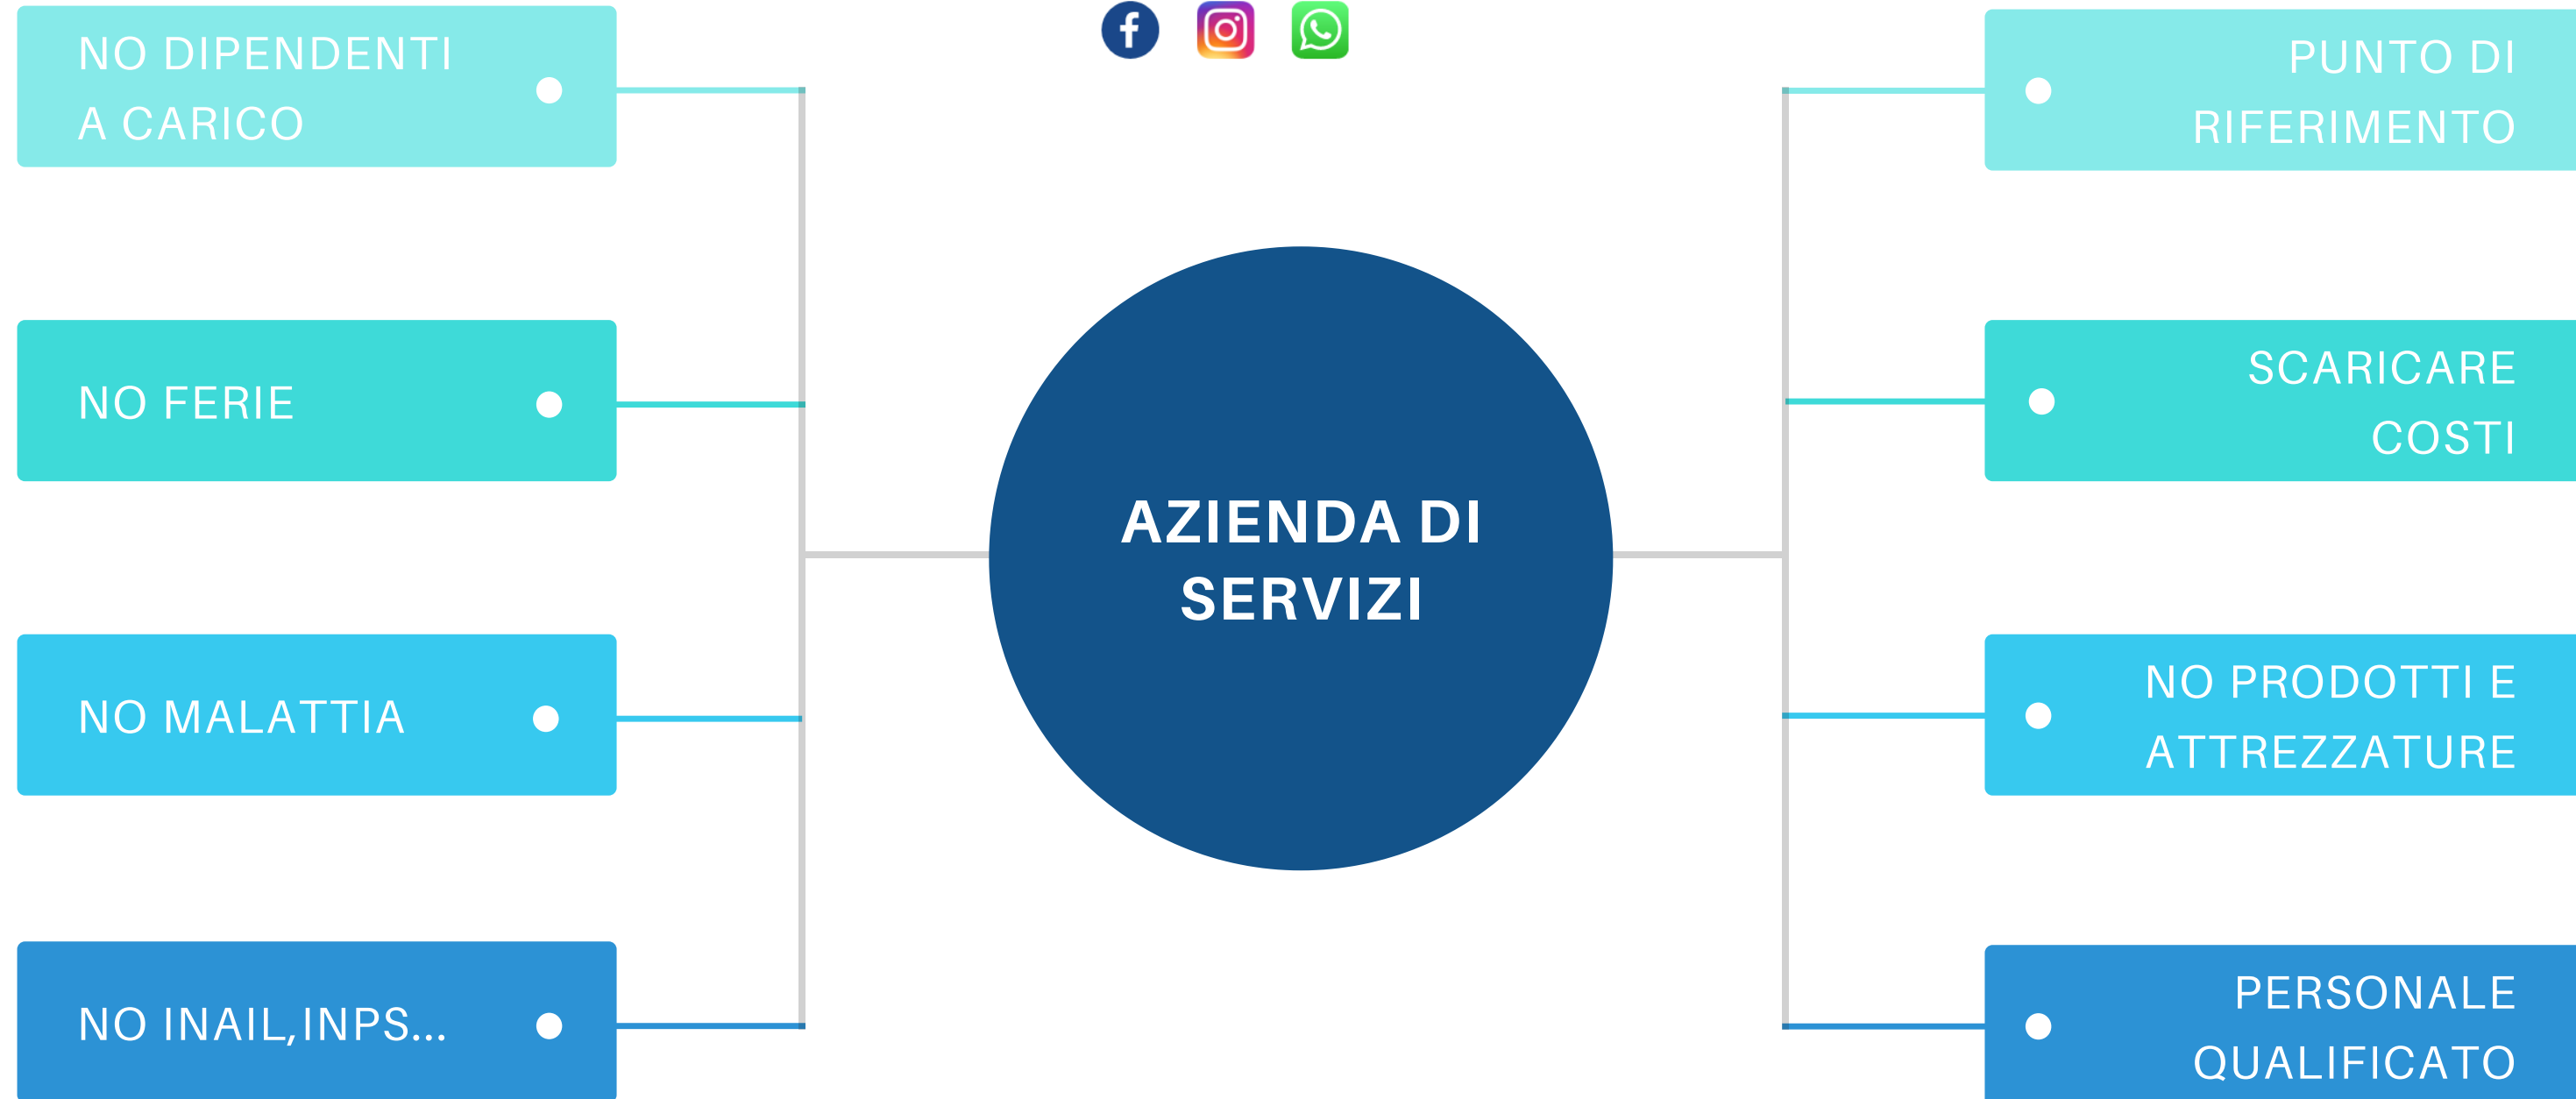 NO DIPENDENTI
A CARICO
NO FERIE
NO MALATTIA
NO INAIL,INPS...
AZIENDA DI
SERVIZI
PUNTO DI
RIFERIMENTO
SCARICARE
COSTI
NO PRODOTTI E
ATTREZZATURE
PERSONALE
QUALIFICATO